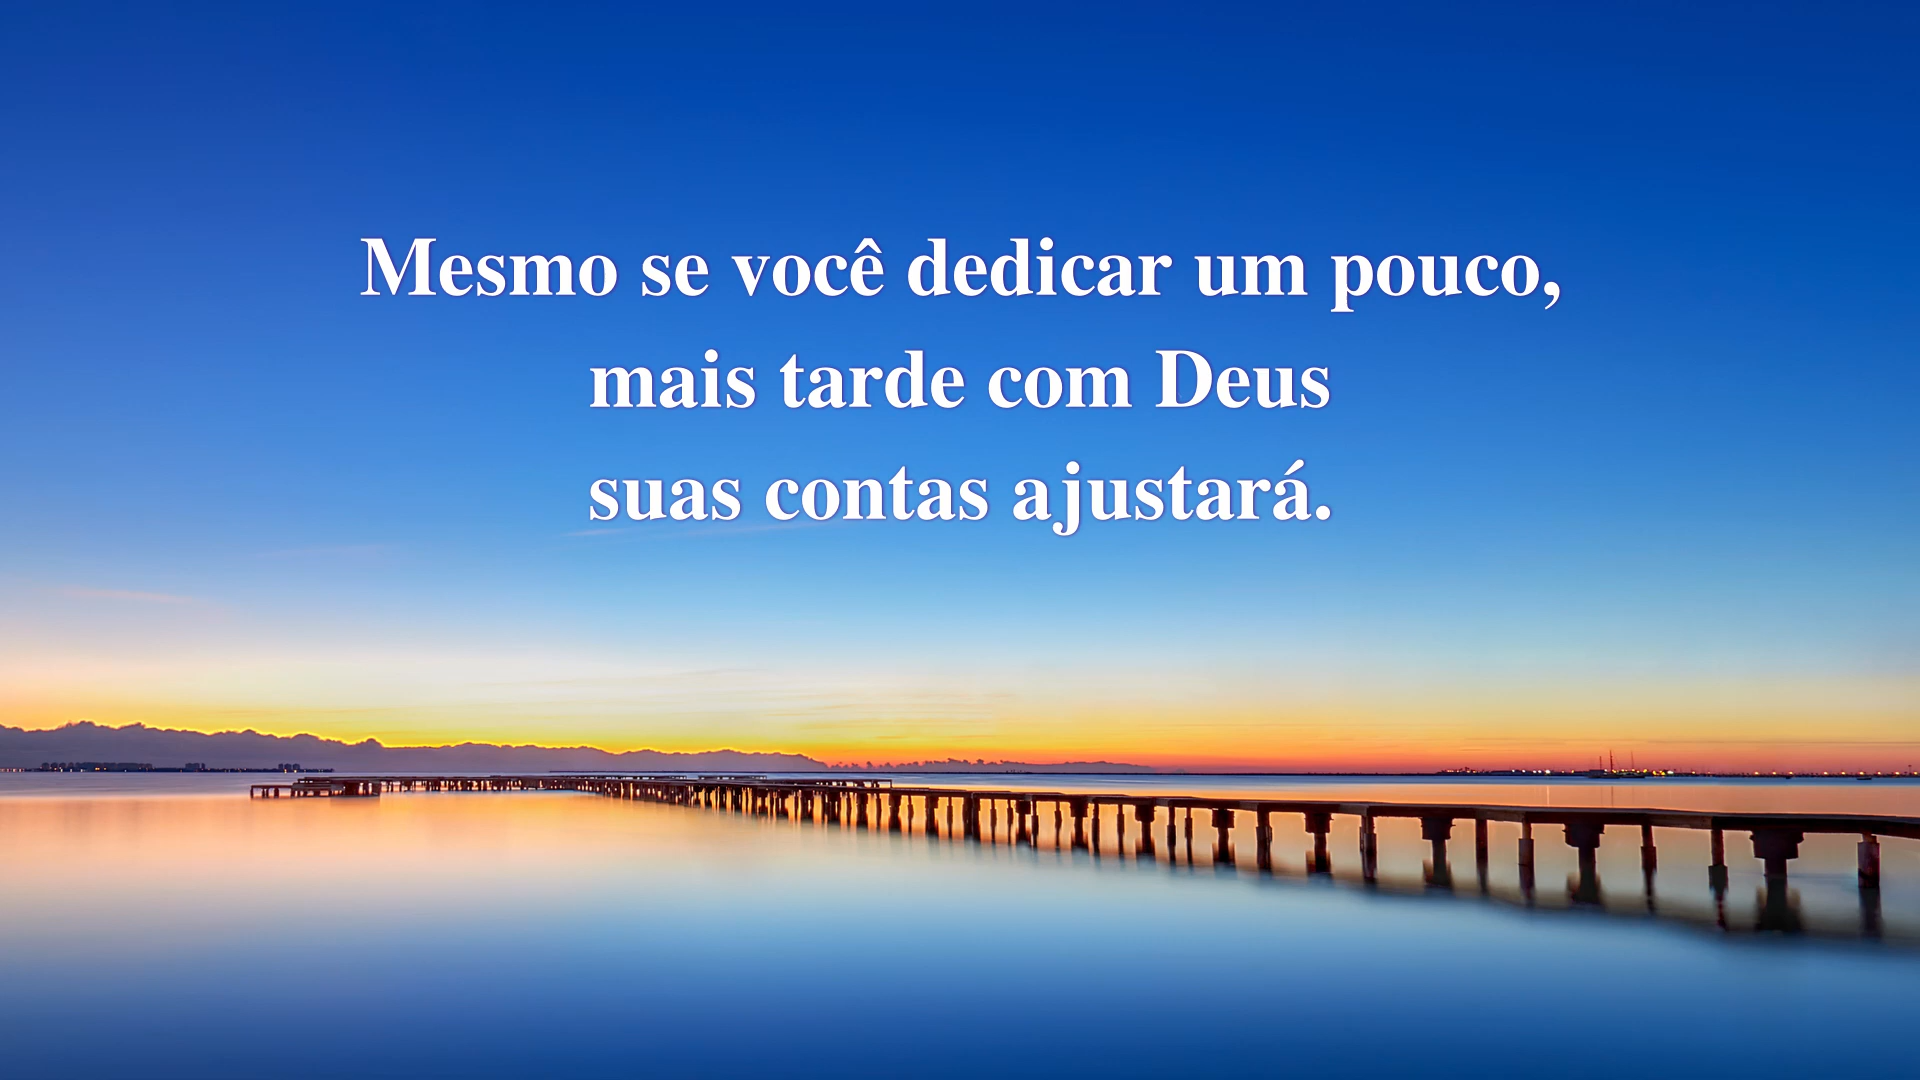 Mesmo se você dedicar um pouco,
mais tarde com Deus
suas contas ajustará.